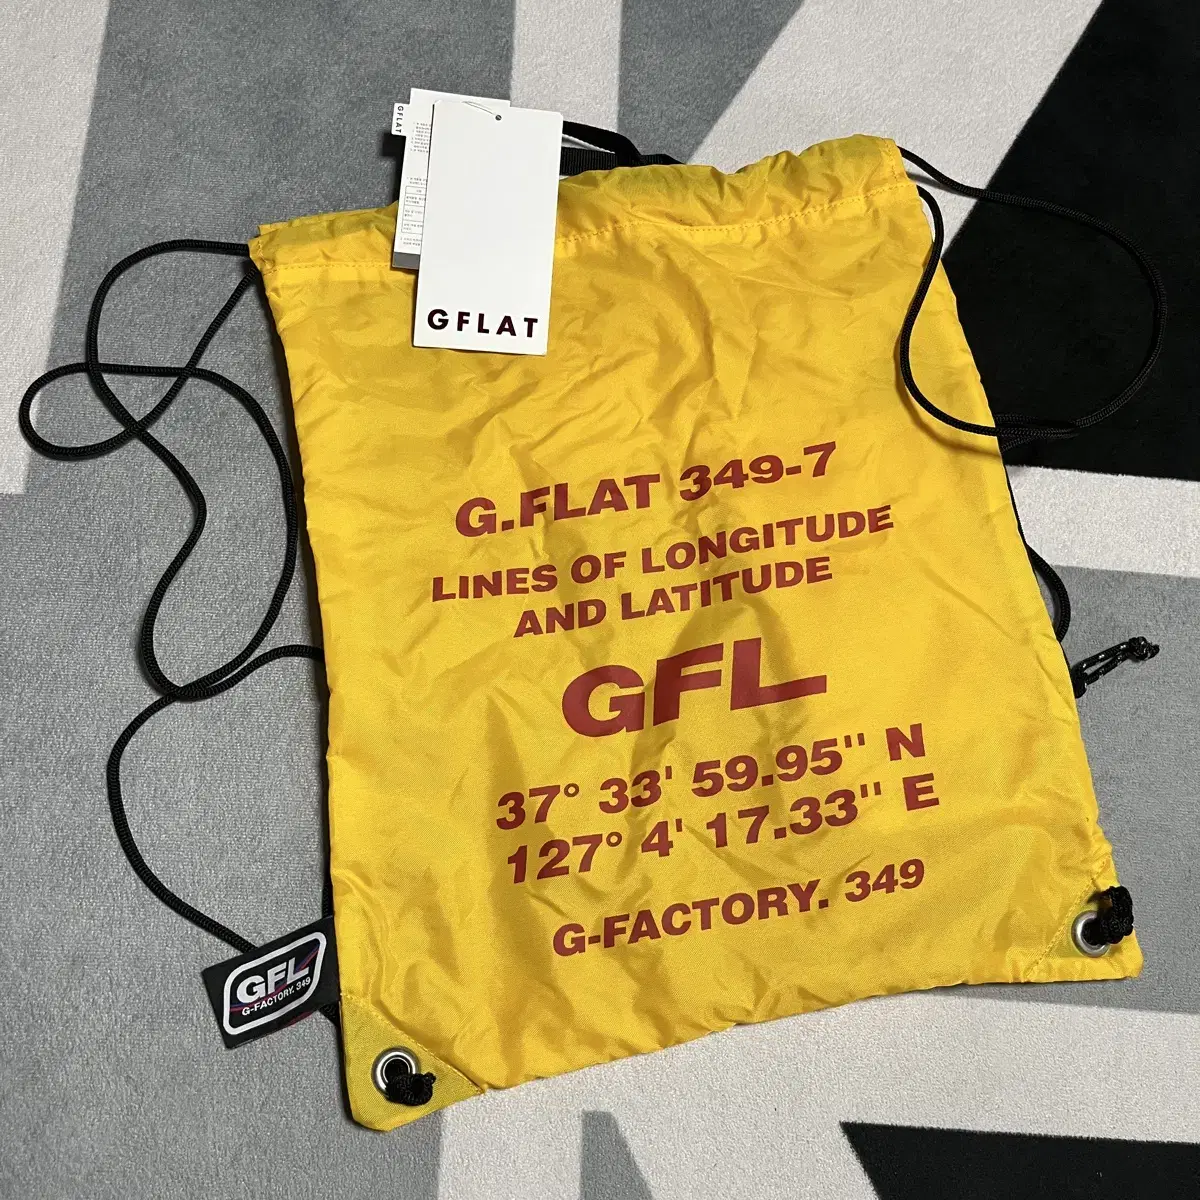 GFLAT
GFLAT
G.FLAT 349-7
LINES OF LONGITUDE
AND LATITUDE
GFL
37° 33' 59.95" N
127° 4' 17.33" E
G-FACTORY. 349
GFL
G-FACTORY. 349